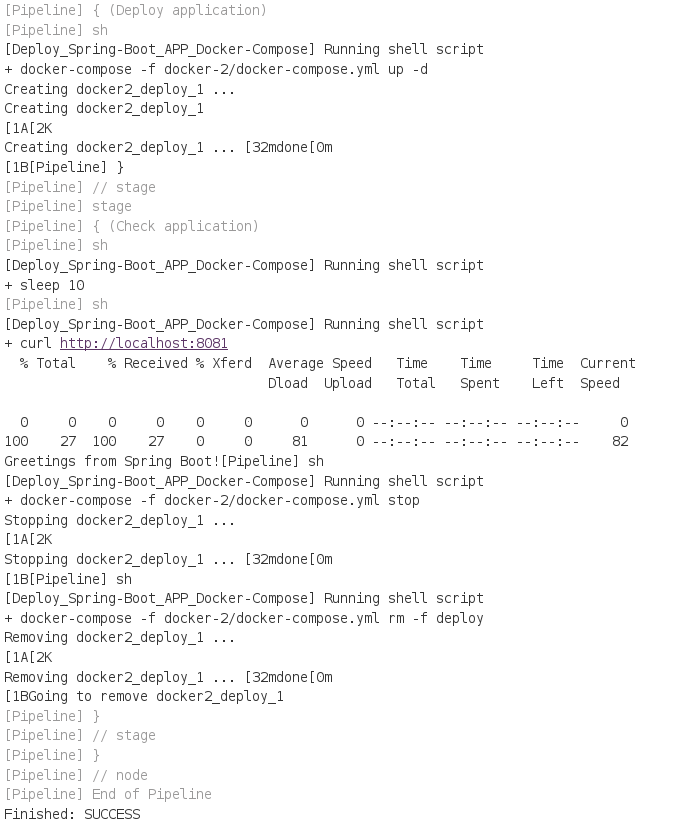 [Pipeline] { (Deploy application)
[Pipeline] sh
[Deploy_Spring-Boot_APP_Docker-Compose] Running shell script
+ docker-compose -f docker-2/docker-compose.yml up -d
Creating docker2_deploy_1 ...
Creating docker2_deploy_1
[1A[2K
Creating docker2_deploy_1 ... [32mdone[0m
[1B[Pipeline] }
[Pipeline] // stage
[Pipeline] stage
[Pipeline] { (Check application)
[Pipeline] sh
[Deploy_Spring-Boot_APP_Docker-Compose] Running shell script
+ sleep 10
[Pipeline] sh
[Deploy_Spring-Boot_APP_Docker-Compose] Running shell script
+ curl http://localhost:8081
  % Total    % Received % Xferd  Average Speed   Time    Time     Time  Current
                                 Dload  Upload   Total   Spent    Left  Speed
  0     0    0     0    0     0      0      0 --:--:-- --:--:-- --:--:--     0
100    27  100    27    0     0     81      0 --:--:-- --:--:-- --:--:--    82
Greetings from Spring Boot![Pipeline] sh
[Deploy_Spring-Boot_APP_Docker-Compose] Running shell script
+ docker-compose -f docker-2/docker-compose.yml stop
Stopping docker2_deploy_1 ...
[1A[2K
Stopping docker2_deploy_1 ... [32mdone[0m
[1B[Pipeline] sh
[Deploy_Spring-Boot_APP_Docker-Compose] Running shell script
+ docker-compose -f docker-2/docker-compose.yml rm -f deploy
Removing docker2_deploy_1 ...
[1A[2K
Removing docker2_deploy_1 ... [32mdone[0m
[1BGoing to remove docker2_deploy_1
[Pipeline] }
[Pipeline] // stage
[Pipeline] }
[Pipeline] // node
[Pipeline] End of Pipeline
Finished: SUCCESS